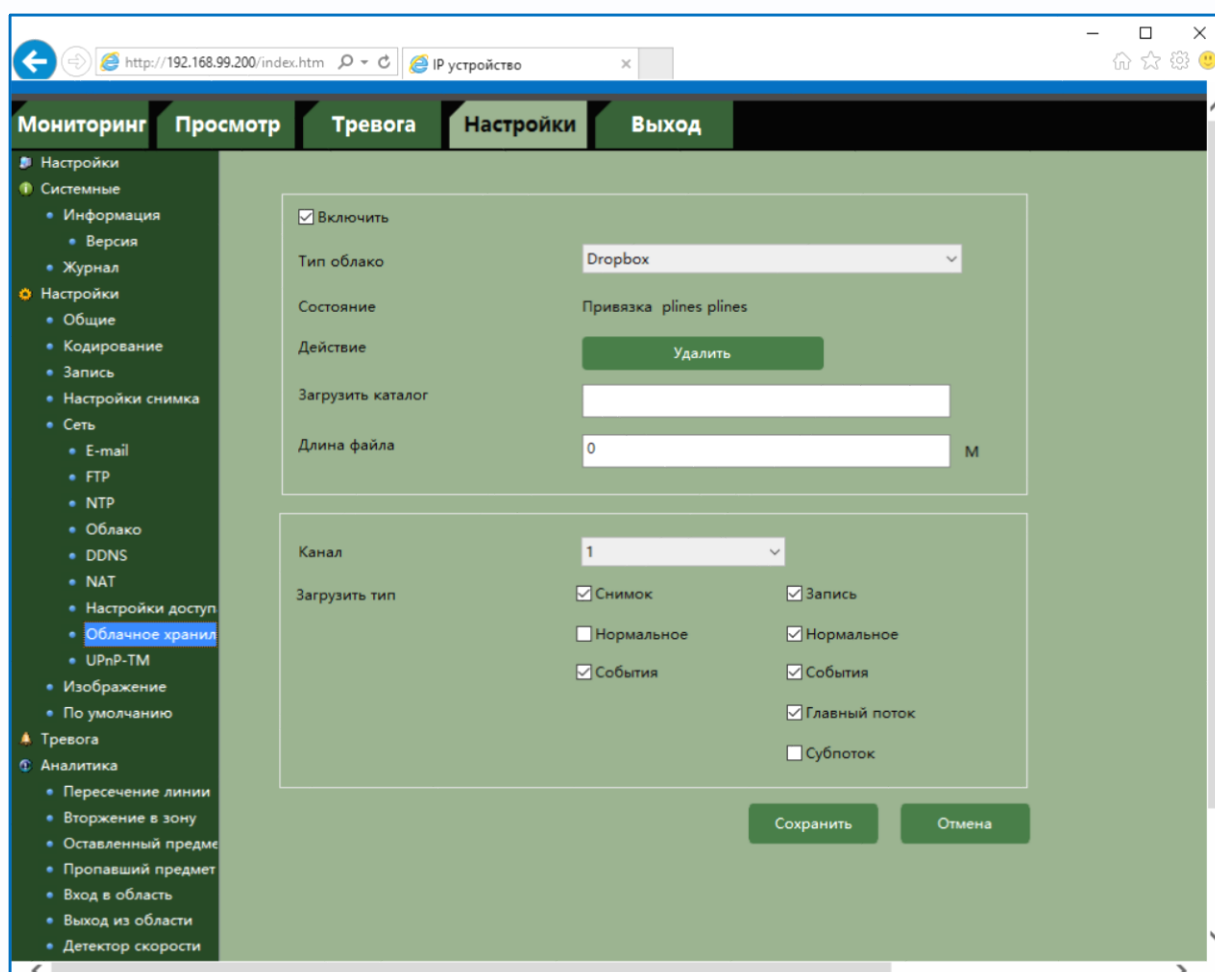 http://192.168.99.200/index.htm
IP устройство
Мониторинг Просмотр Тревога Настройки Выход
Настройки
Системные
Информация
Версия
Журнал
Настройки
Общие
Кодирование
Запись
Настройки снимка
Сеть
E-mail
FTP
NTP
Облако
DDNS
NAT
Настройки доступ
Облачное хранил
UPnP-TM
Изображение
По умолчанию
Тревога
Аналитика
Пересечение линии
Вторжение в зону
Оставленный предме
Пропавший предмет
Вход в область
Выход из области
Детектор скорости
Включить
Тип облако Dropbox
Состояние Привязка plines plines
Действие Удалить
Загрузить каталог
Длина файла 0 М
Канал 1
Загрузить тип Снимок Запись
Нормальное Нормальное
События События
Главный поток
Субпоток
Сохранить Отмена